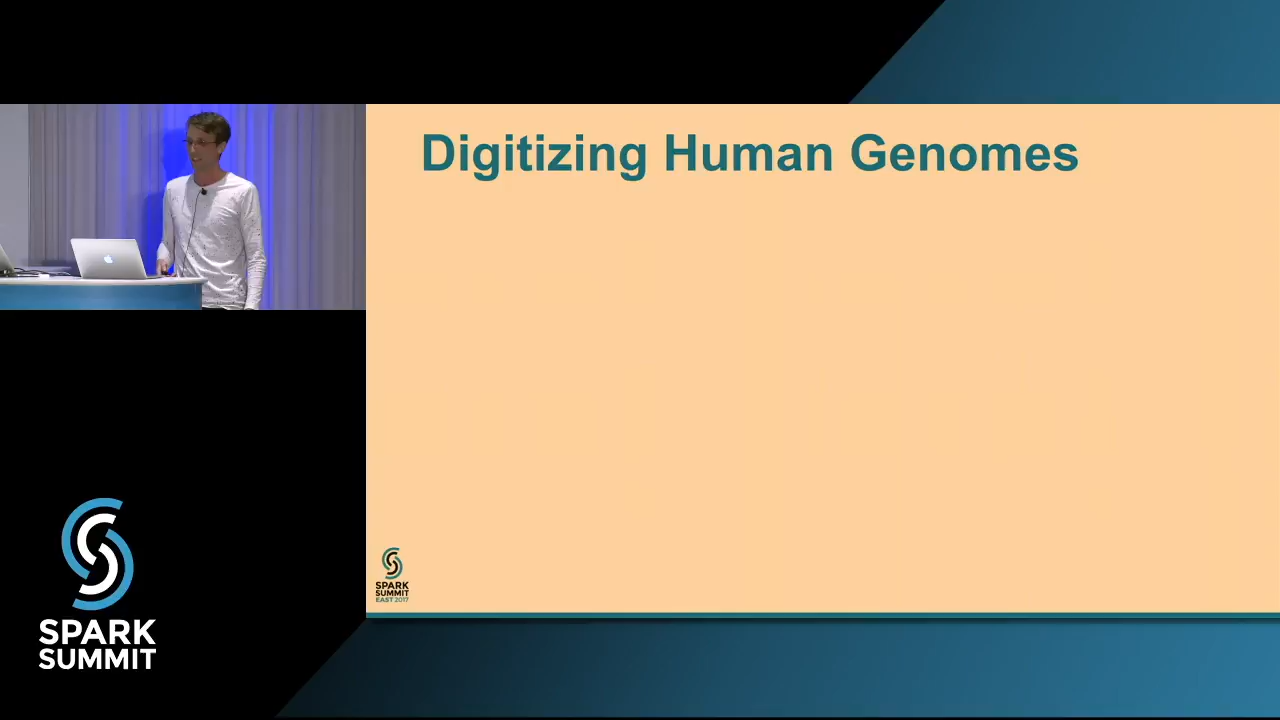 Digitizing Human Genomes
SPARK
SUMMIT
EAST 2017
SPARK
SUMMIT